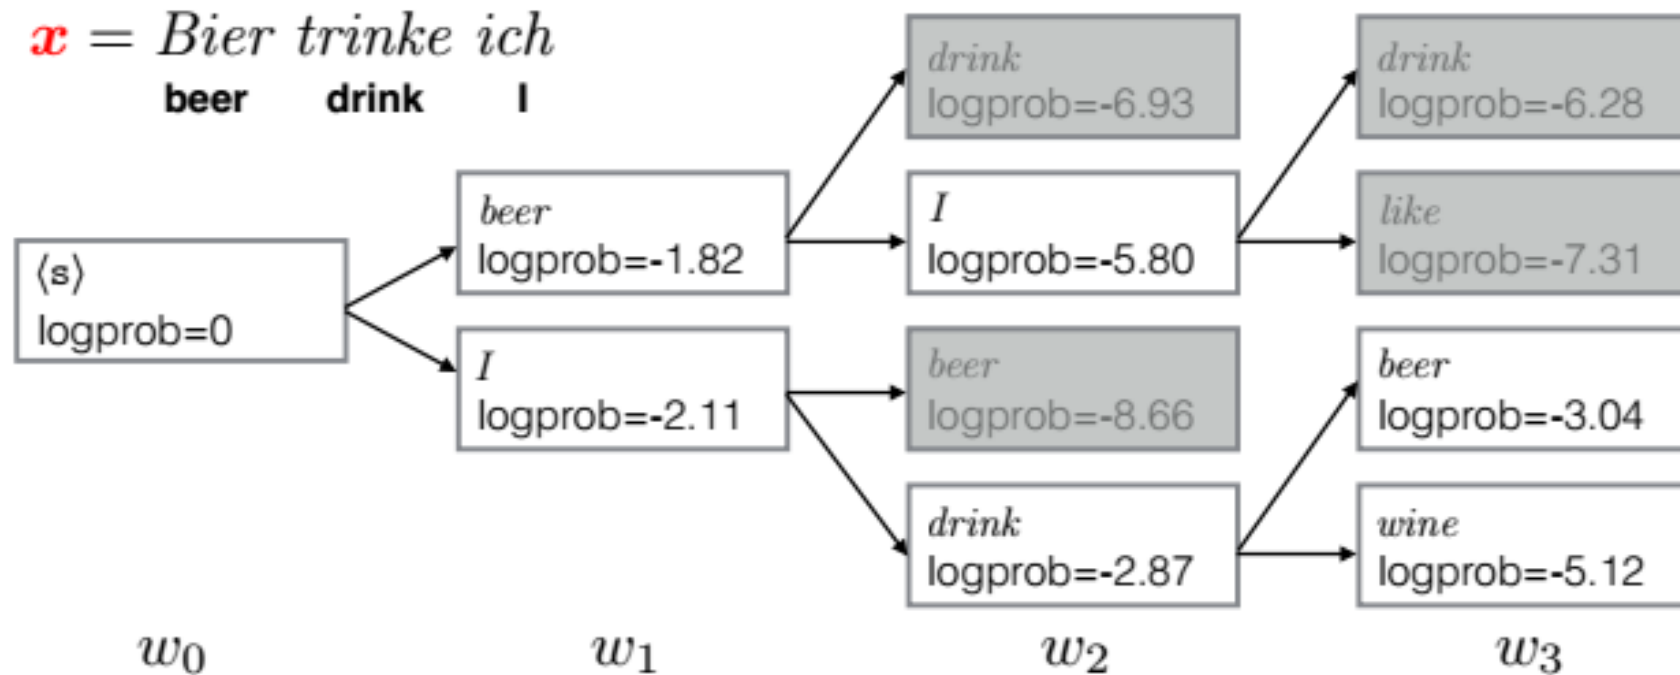 x = Bier trinke ich
beer drink I
⟨s⟩
logprob=0
beer
logprob=-1.82
I
logprob=-2.11
drink
logprob=-6.93
I
logprob=-5.80
beer
logprob=-8.66
drink
logprob=-2.87
drink
logprob=-6.28
like
logprob=-7.31
beer
logprob=-3.04
wine
logprob=-5.12
w₀ w₁ w₂ w₃